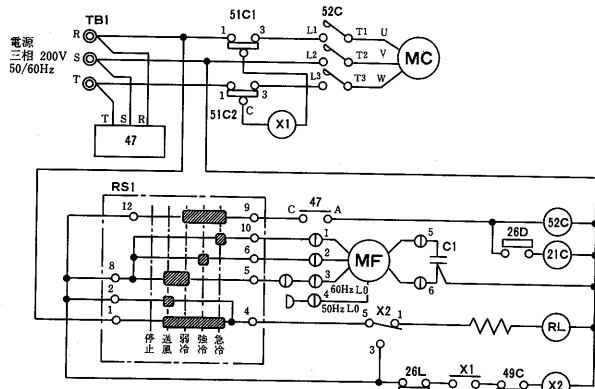 TB1
51C1
52C
電源
三相 200V
50/60Hz
R
1
3
L1
T1
U
S
L2
T2
V
MC
T
1
3
L3
T3
W
51C2
C
X1
T S R
47
RS1
12
9
C
47
A
52C
10
1
5
C1
26D
21C
6
2
MF
8
5
3
60Hz LO
6
2
4
50Hz LO
1
4
5
X2
1
RL
3
停止
送風
弱冷
強冷
急冷
26L
X1
49C
X2